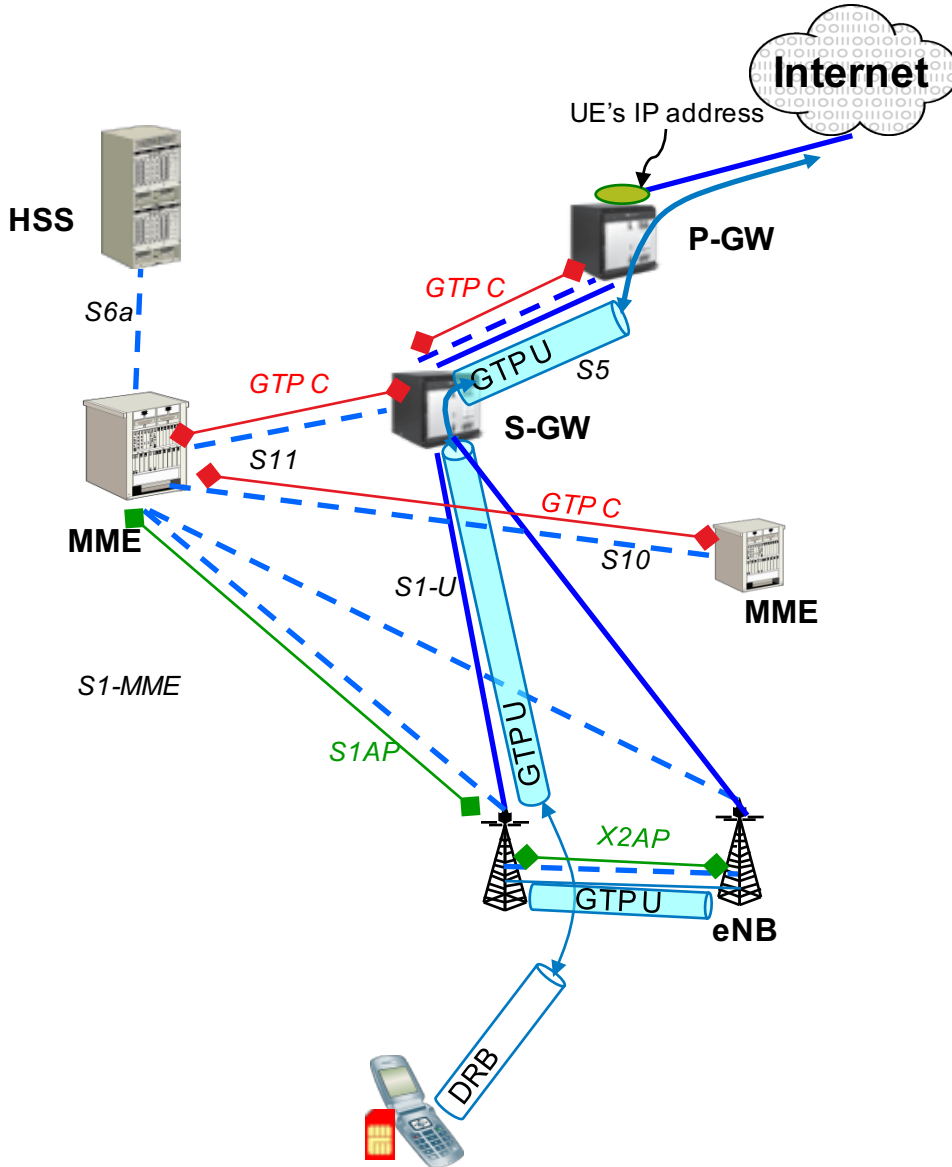 Internet
UE's IP address
HSS
P-GW
GTP C
S6a
GTP U
S5
GTP C
S-GW
S11
GTP C
MME
S10
S1-U
MME
S1-MME
GTP U
S1AP
X2AP
GTP U
eNB
DRB